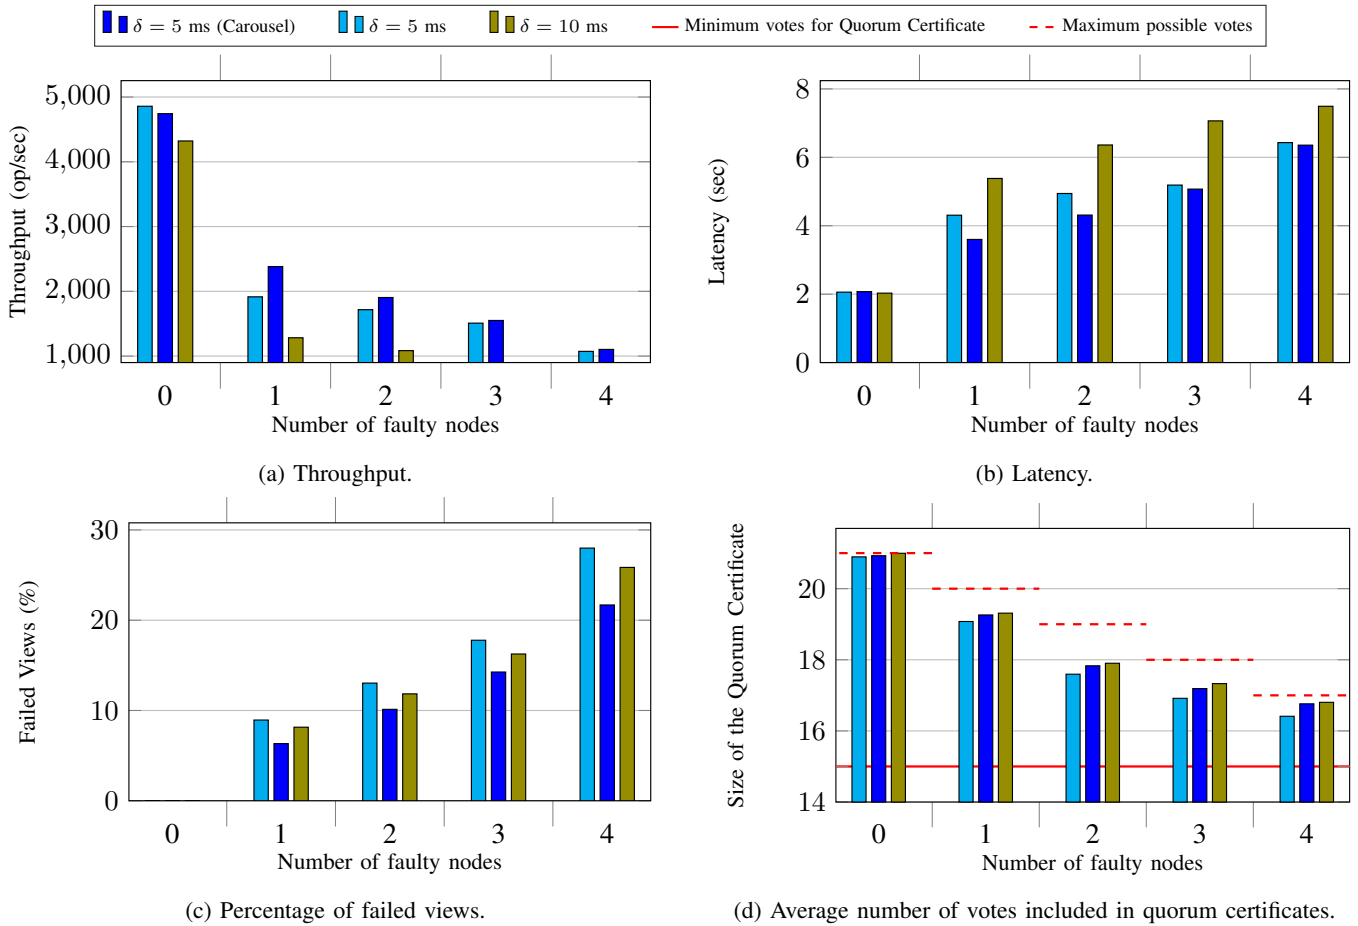 δ = 5 ms (Carousel) δ = 5 ms δ = 10 ms Minimum votes for Quorum Certificate Maximum possible votes
Throughput (op/sec)
5,000
4,000
3,000
2,000
1,000
0 1 2 3 4
Number of faulty nodes
(a) Throughput.
Latency (sec)
8
6
4
2
0
0 1 2 3 4
Number of faulty nodes
(b) Latency.
Failed Views (%)
30
20
10
0
0 1 2 3 4
Number of faulty nodes
(c) Percentage of failed views.
Size of the Quorum Certificate
20
18
16
14
0 1 2 3 4
Number of faulty nodes
(d) Average number of votes included in quorum certificates.